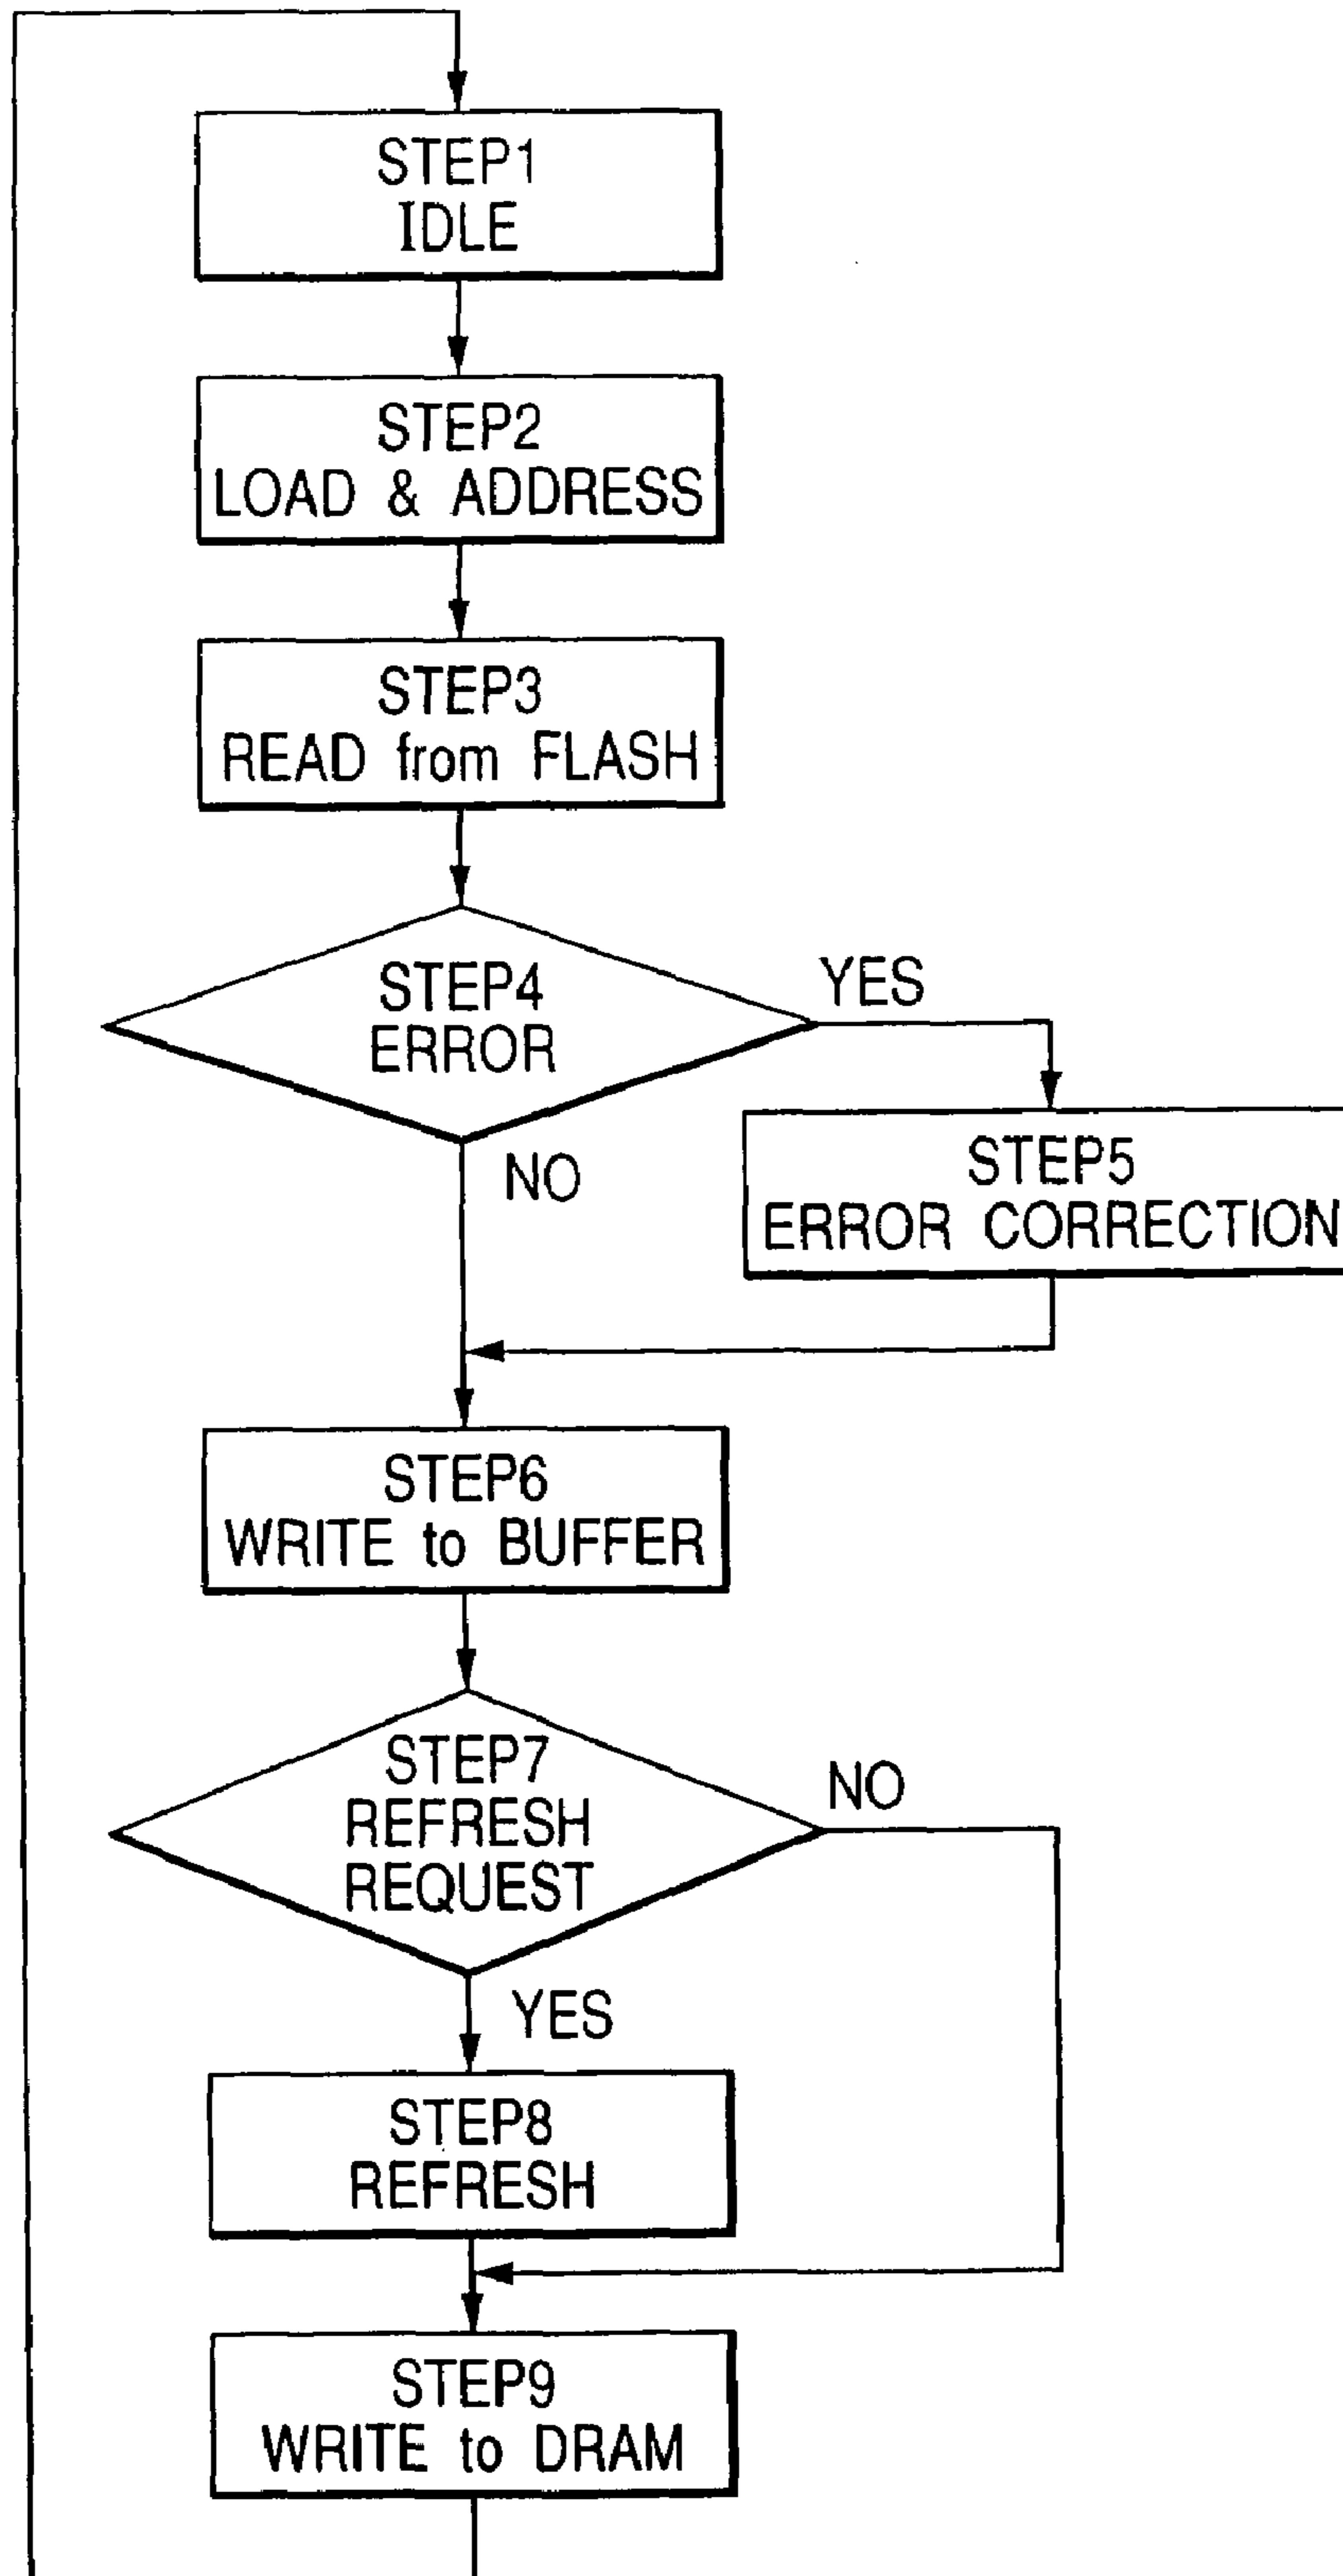 STEP1
IDLE
STEP2
LOAD & ADDRESS
STEP3
READ from FLASH
STEP4
ERROR
YES
NO
STEP5
ERROR CORRECTION
STEP6
WRITE to BUFFER
STEP7
REFRESH
REQUEST
NO
YES
STEP8
REFRESH
STEP9
WRITE to DRAM